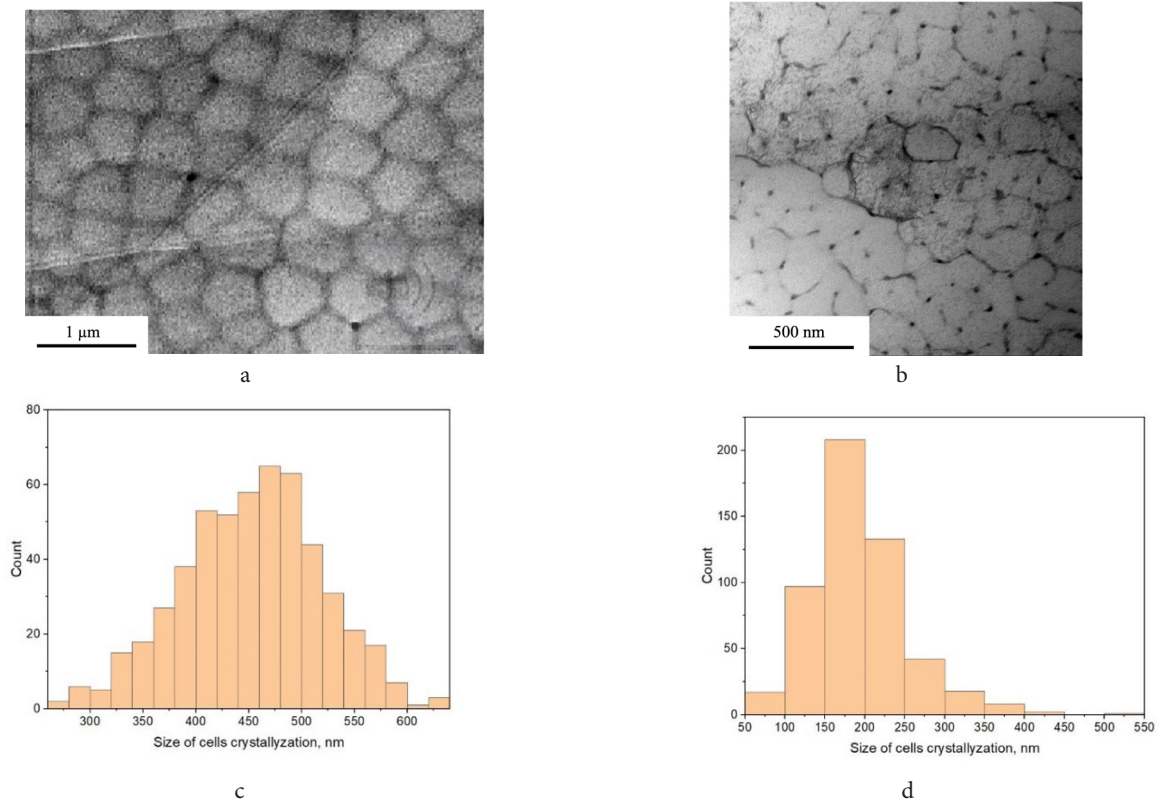 1 µm
500 nm
a
b
80
60
40
20
0
Count
300 350 400 450 500 550 600
Size of cells crystallyzation, nm
200
150
100
50
0
Count
50 100 150 200 250 300 350 400 450 500 550
Size of cells crystallyzation, nm
c
d